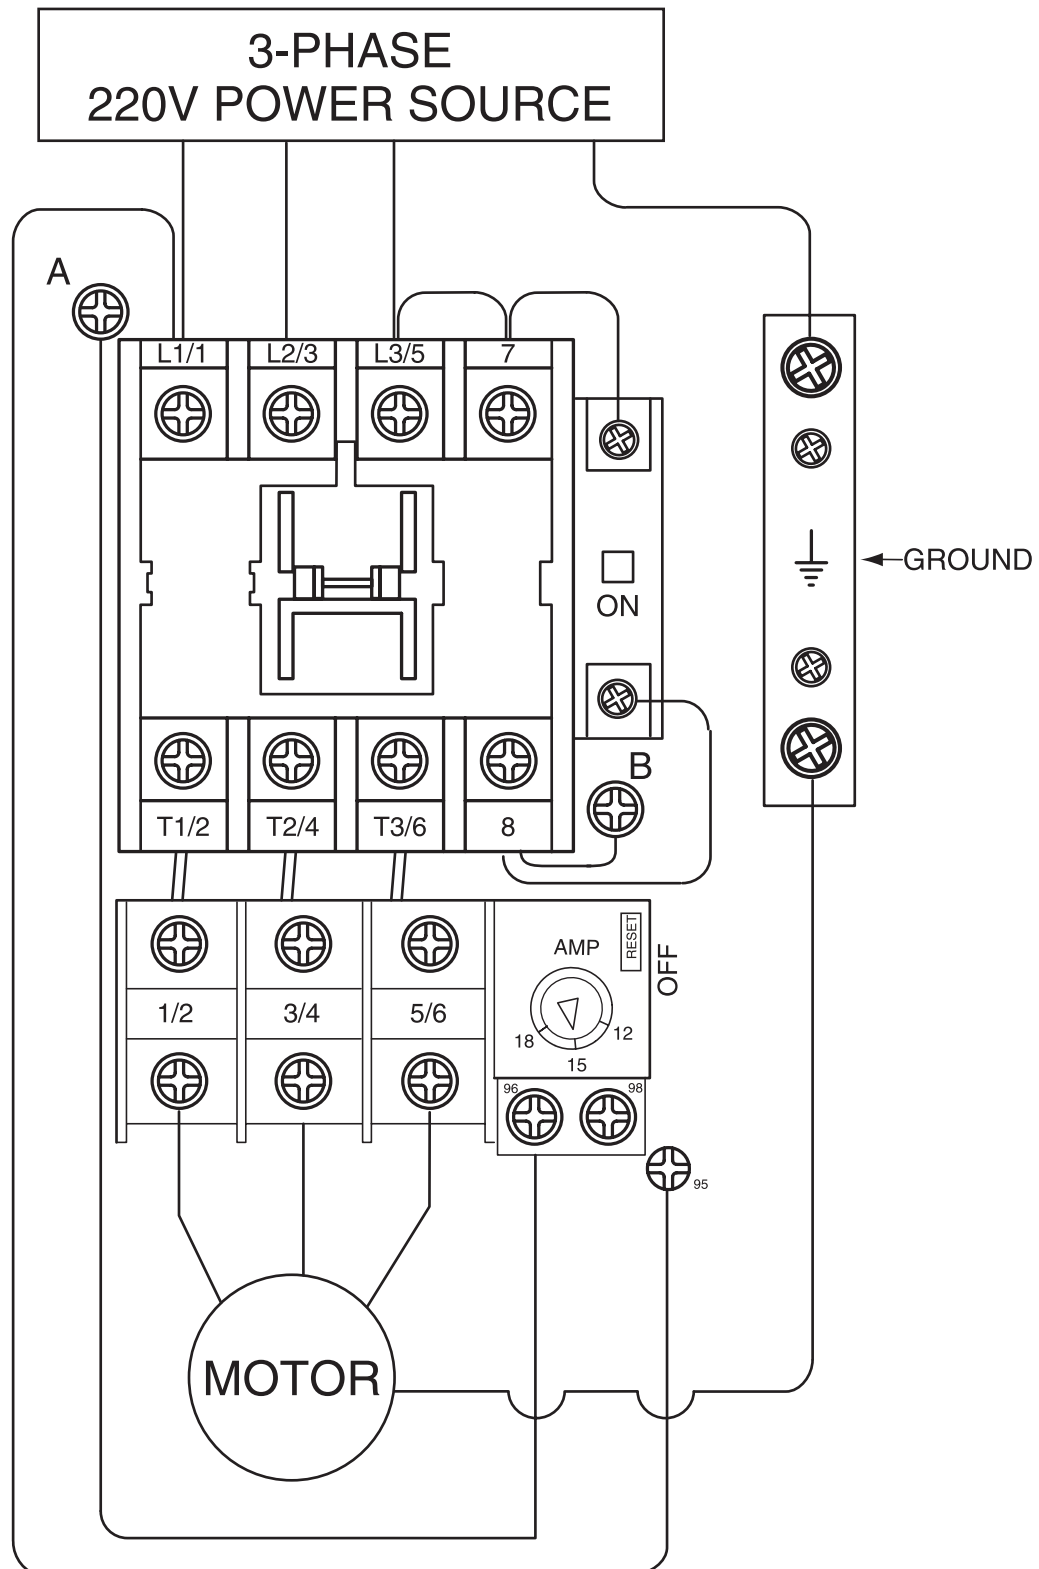 3-PHASE
220V POWER SOURCE
A
L1/1
L2/3
L3/5
7
GROUND
ON
B
T1/2
T2/4
T3/6
8
AMP
RESET
OFF
1/2
3/4
5/6
18
15
12
96
98
95
MOTOR